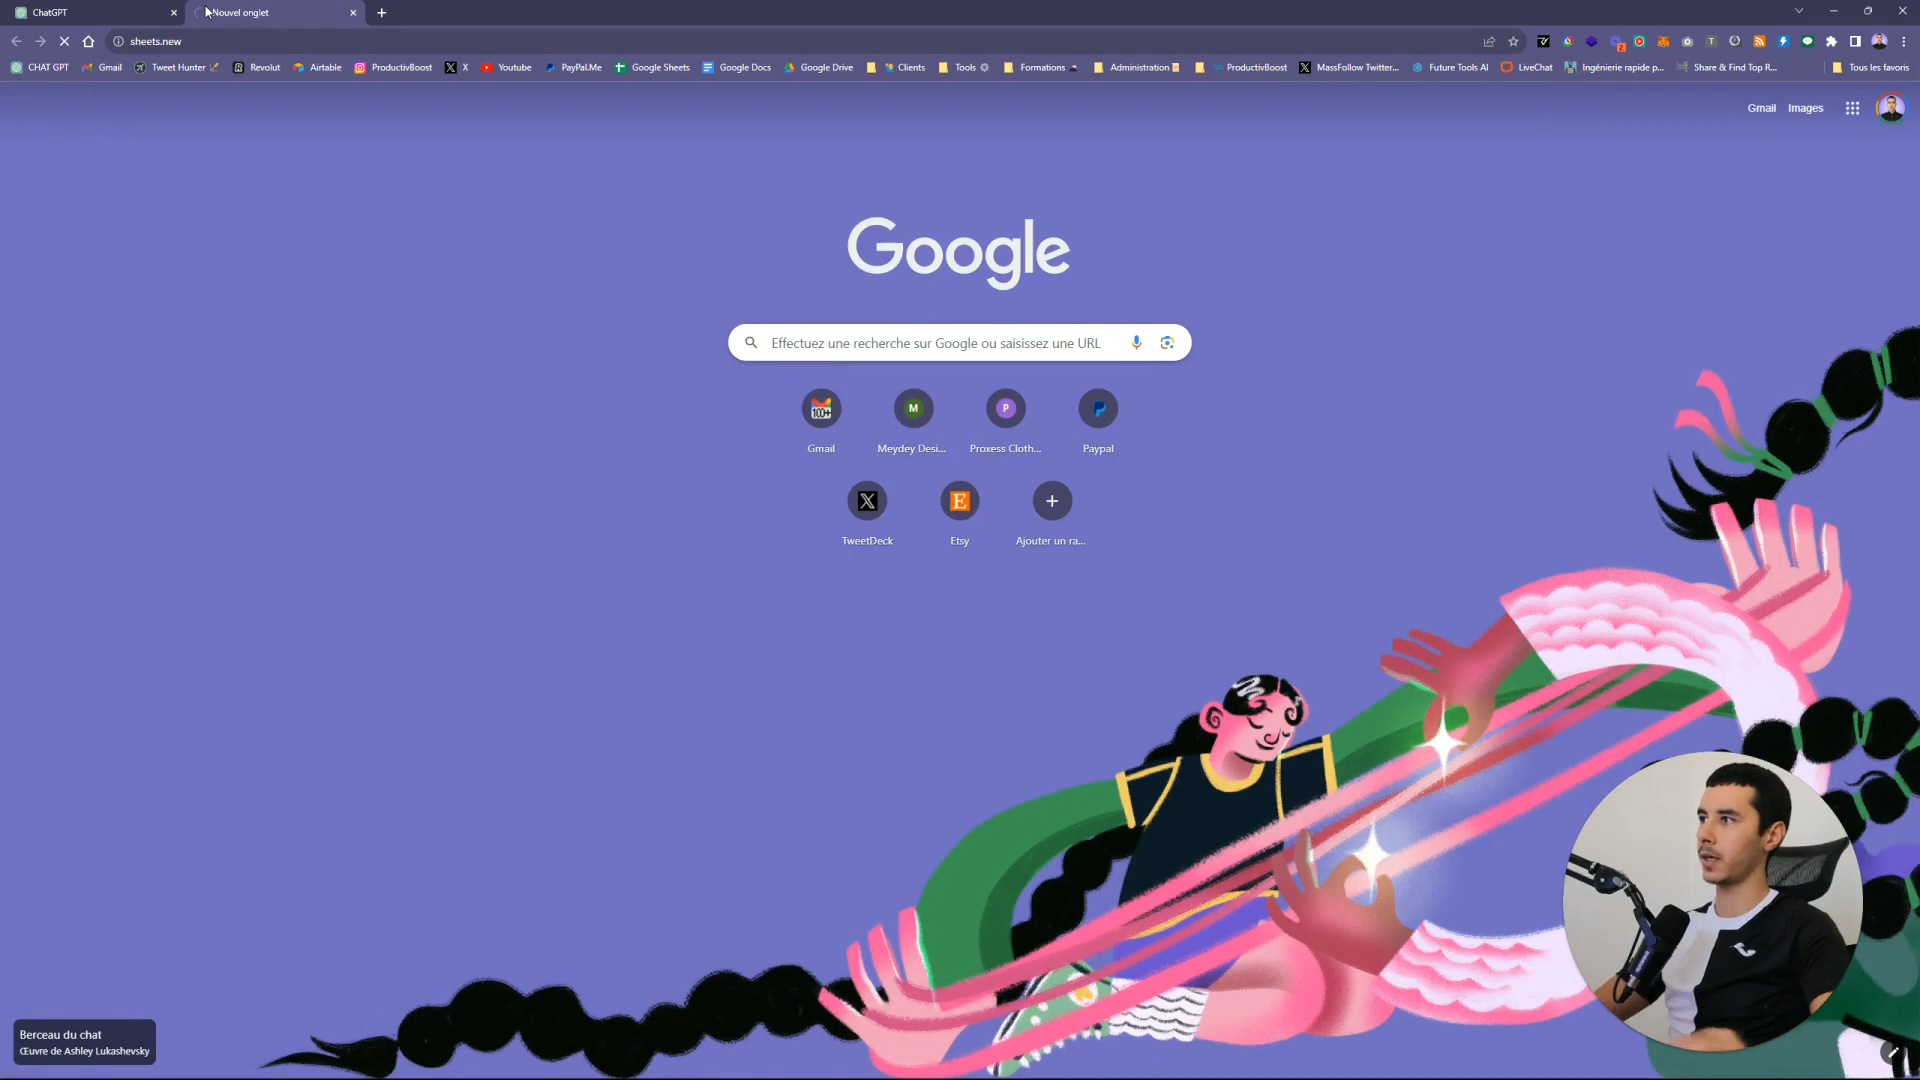 ChatGPT
Nouvel onglet
sheets.new
2
CHAT GPT
Gmail
Tweet Hunter
Revolut
Airtable
ProductivBoost
X
Youtube
PayPal.Me
Google Sheets
Google Docs
Google Drive
Clients
Tools
Formations
Administration
ProductivBoost
MassFollow Twitter...
Future Tools AI
LiveChat
Ingénierie rapide p...
Share & Find Top R...
Tous les favoris
Gmail
Images
Google
Effectuez une recherche sur Google ou saisissez une URL
100+
M
P
Gmail
Meydey Desi...
Proxess Cloth...
Paypal
E
TweetDeck
Etsy
Ajouter un ra...
Berceau du chat
Œuvre de Ashley Lukashevsky